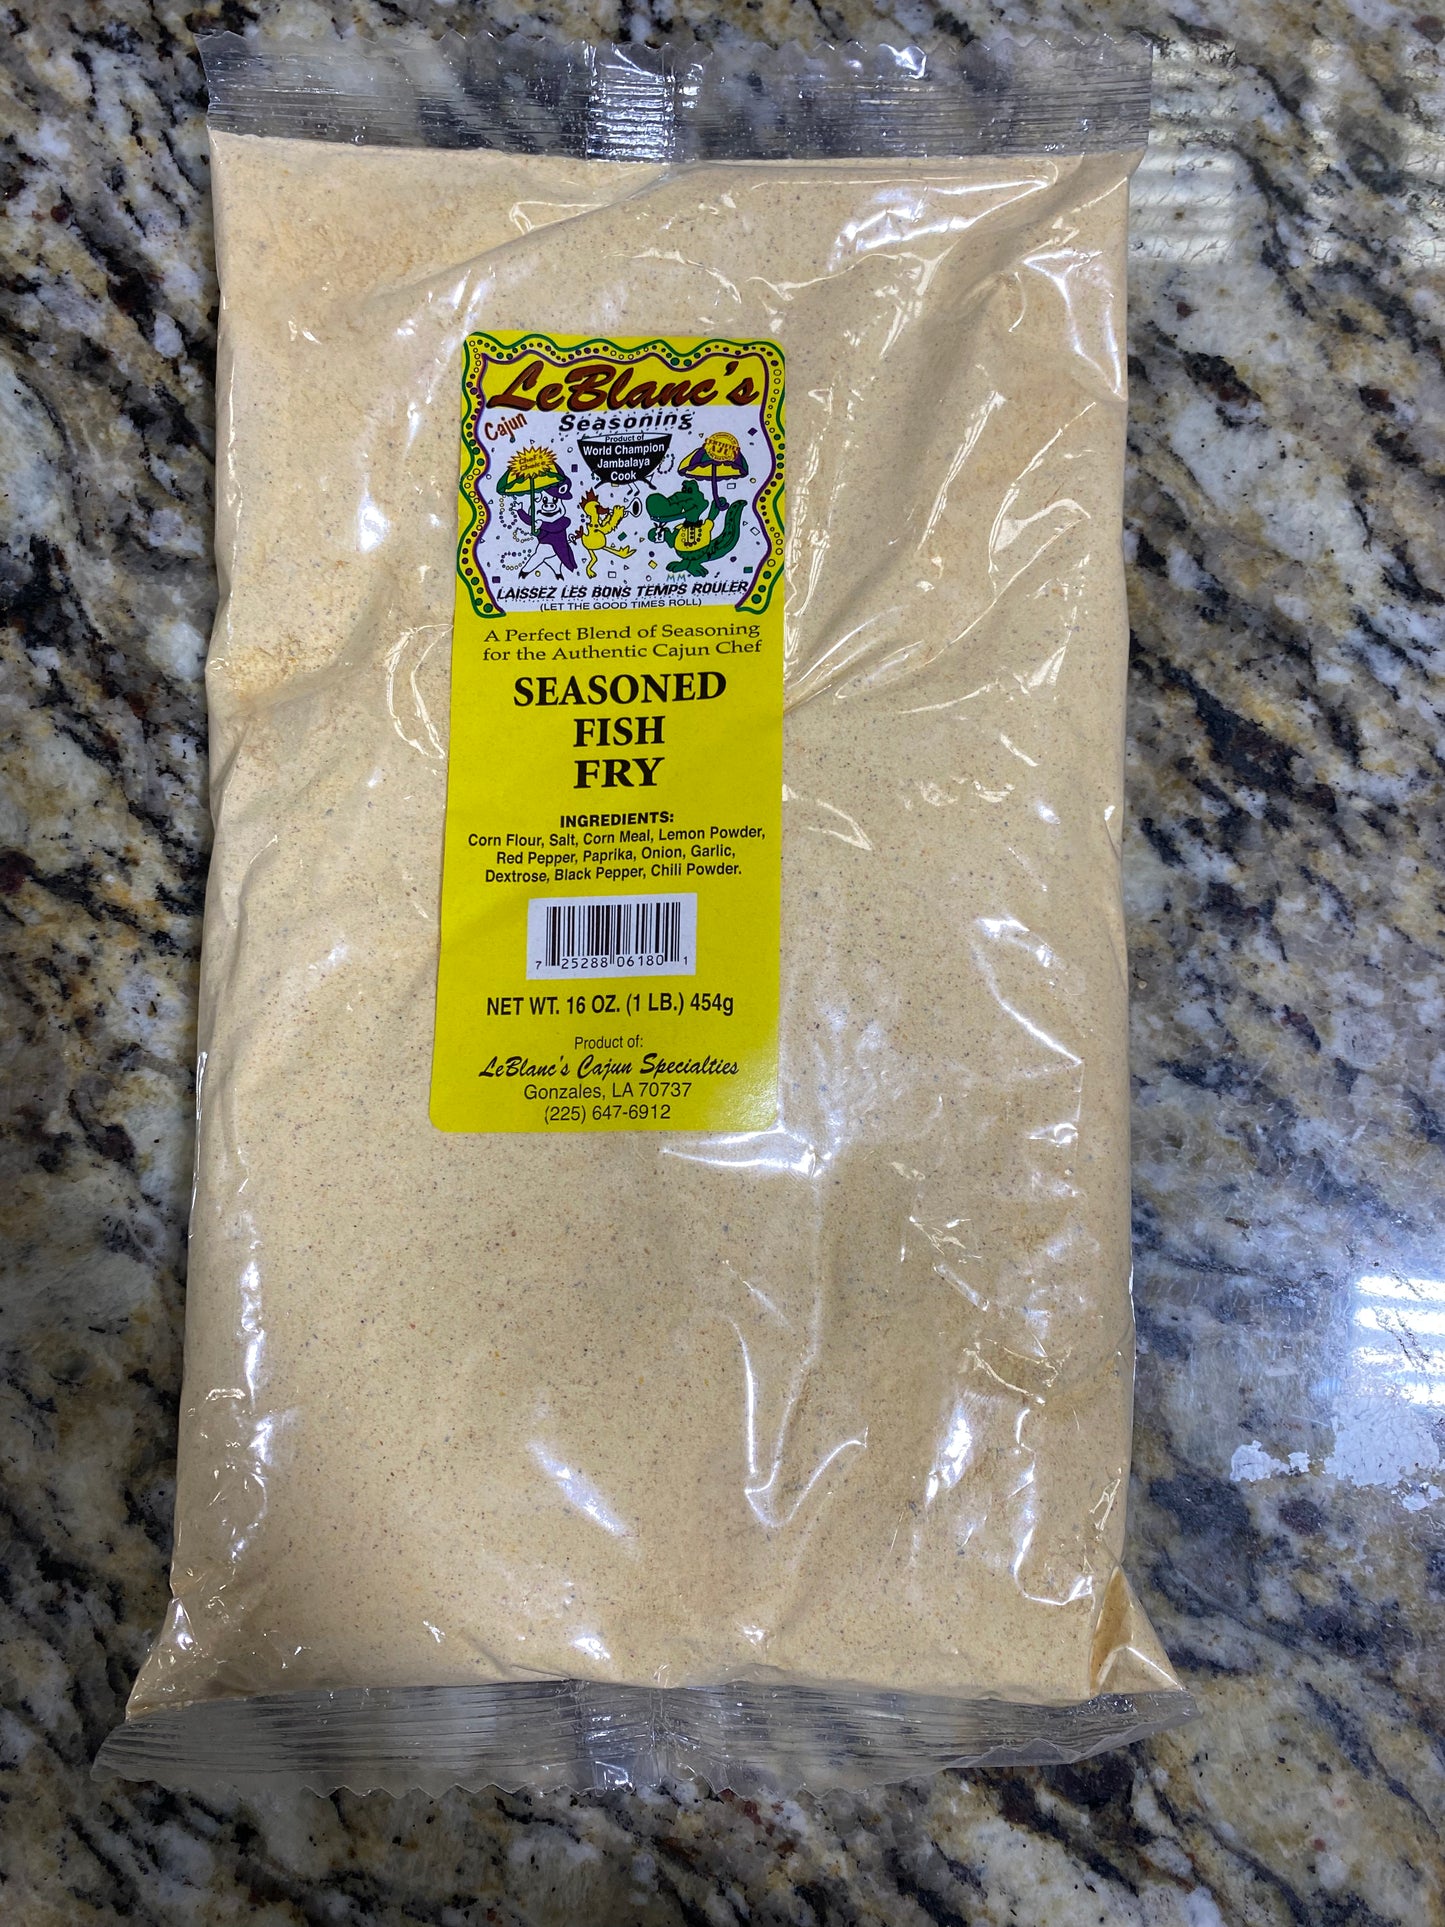 LeBlanc's
Cajun
Seasoning
Product of
World Champion
Jambalaya
Cook
Chef's
Choice
LAISSEZ LES BONS TEMPS ROULER
(LET THE GOOD TIMES ROLL)
A Perfect Blend of Seasoning
for the Authentic Cajun Chef
SEASONED
FISH
FRY
INGREDIENTS:
Corn Flour, Salt, Corn Meal, Lemon Powder,
Red Pepper, Paprika, Onion, Garlic,
Dextrose, Black Pepper, Chili Powder.
7 25288 06180 1
NET WT. 16 OZ. (1 LB.) 454g
Product of:
LeBlanc's Cajun Specialties
Gonzales, LA 70737
(225) 647-6912